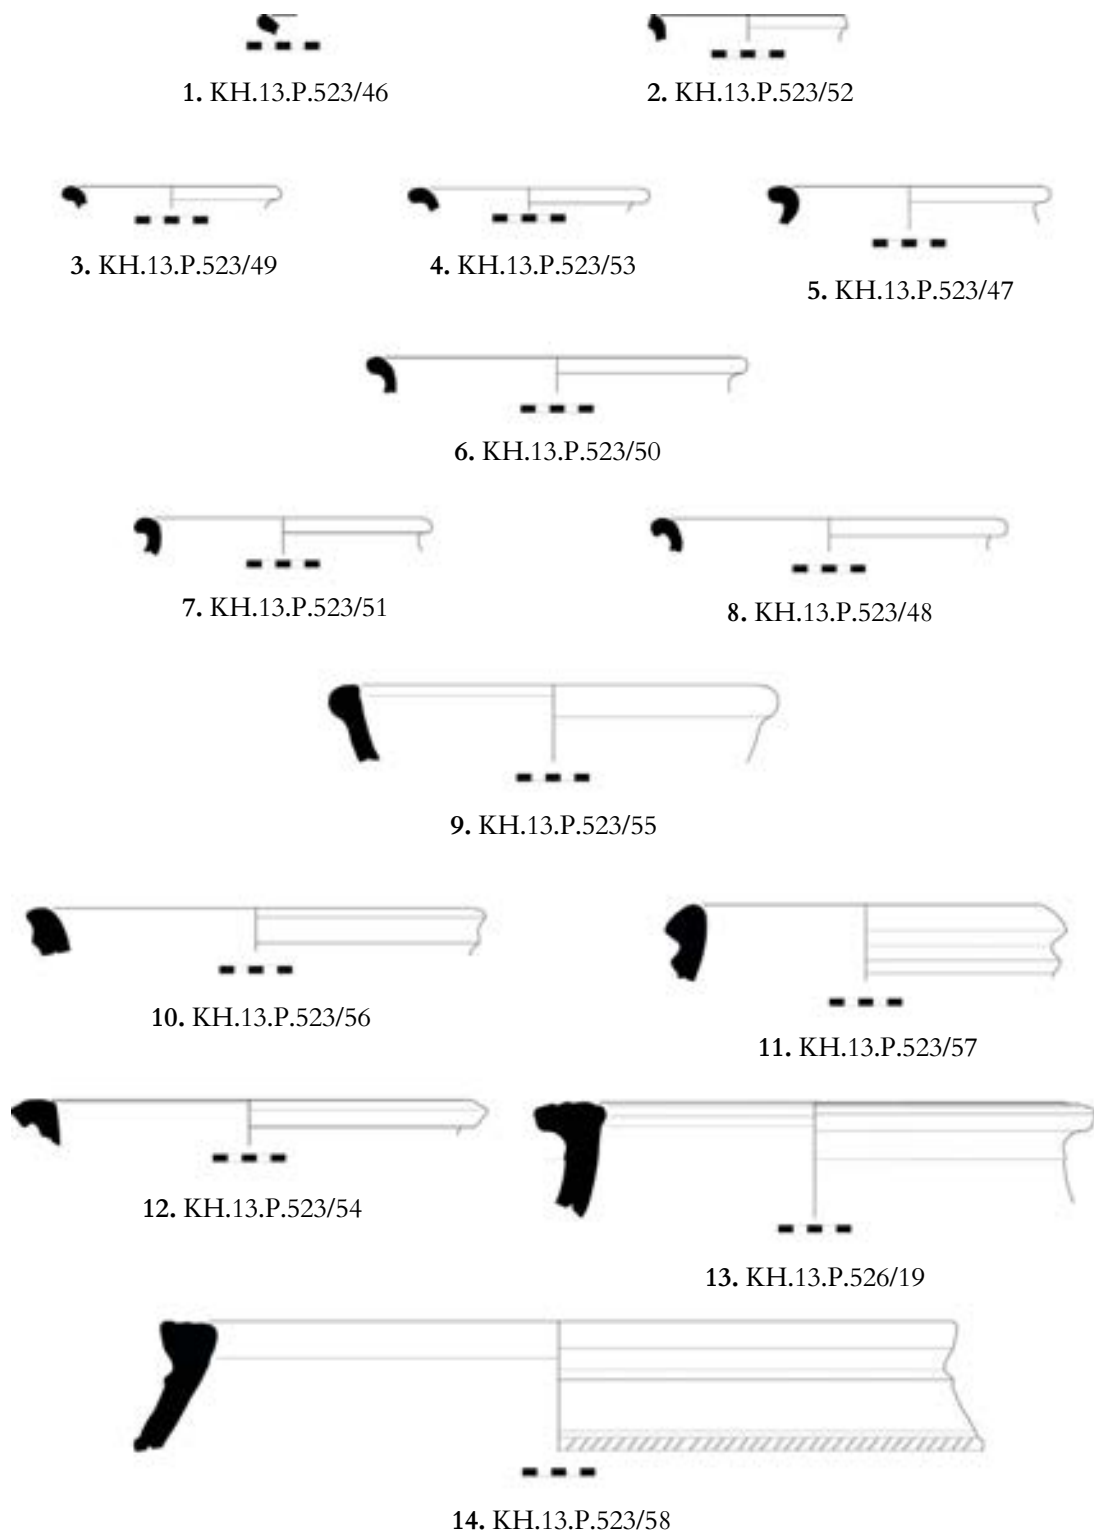 1. KH.13.P.523/46
2. KH.13.P.523/52
3. KH.13.P.523/49
4. KH.13.P.523/53
5. KH.13.P.523/47
6. KH.13.P.523/50
7. KH.13.P.523/51
8. KH.13.P.523/48
9. KH.13.P.523/55
10. KH.13.P.523/56
11. KH.13.P.523/57
12. KH.13.P.523/54
13. KH.13.P.526/19
14. KH.13.P.523/58